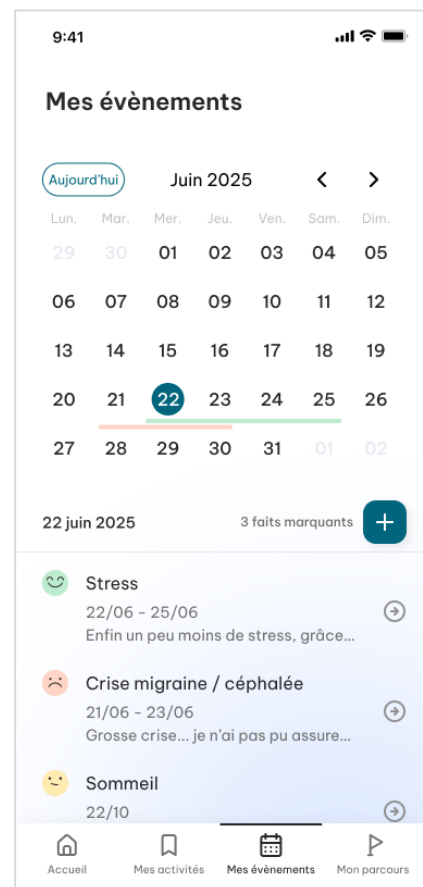 9:41
Mes évènements
Aujourd'hui Juin 2025
Lun. Mar. Mer. Jeu. Ven. Sam. Dim.
29 30 01 02 03 04 05
06 07 08 09 10 11 12
13 14 15 16 17 18 19
20 21 22 23 24 25 26
27 28 29 30 31 01 02
22 juin 2025 3 faits marquants
Stress
22/06 - 25/06
Enfin un peu moins de stress, grâce...
Crise migraine / céphalée
21/06 - 23/06
Grosse crise... je n'ai pas pu assure...
Sommeil
22/10
Accueil Mes activités Mes évènements Mon parcours